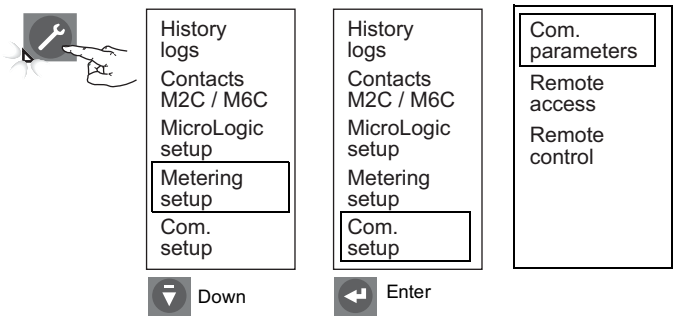 History
logs
Contacts
M2C / M6C
MicroLogic
setup
Metering
setup
Com.
setup
Down
History
logs
Contacts
M2C / M6C
MicroLogic
setup
Metering
setup
Com.
setup
Enter
Com.
parameters
Remote
access
Remote
control